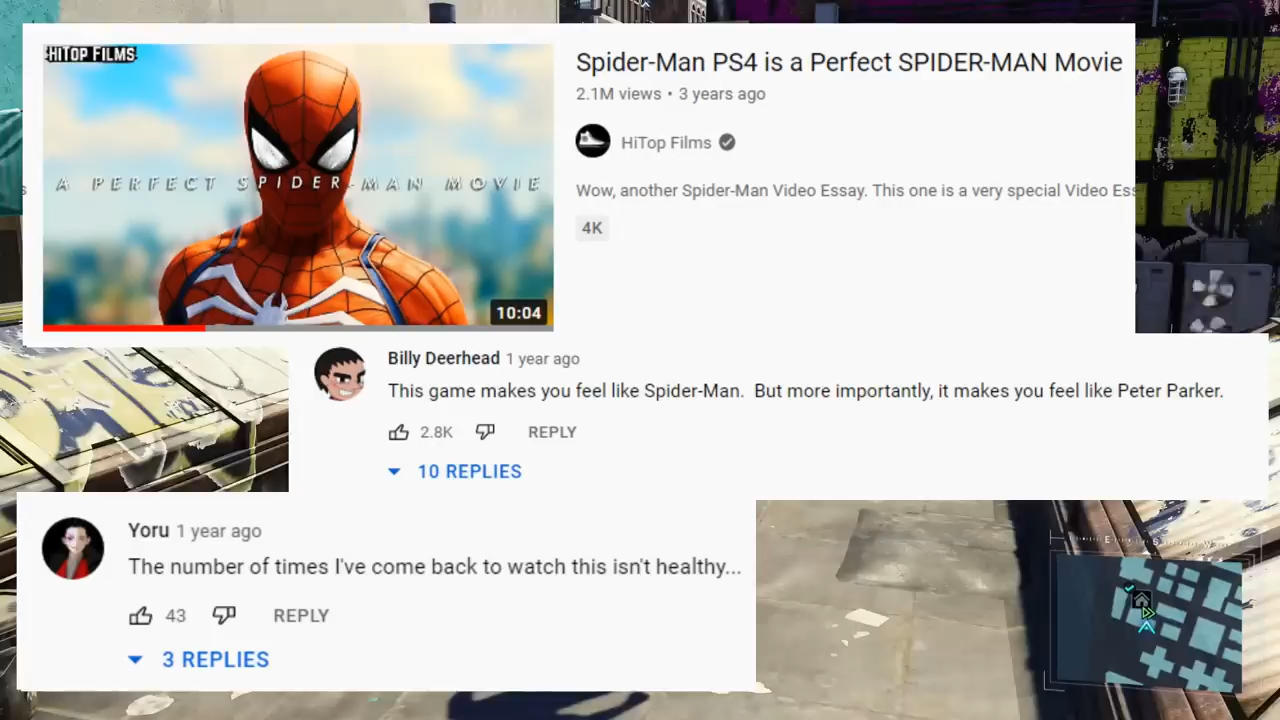 HiTOP FILMS
A PERFECT SPIDER-MAN MOVIE
10:04
Spider-Man PS4 is a Perfect SPIDER-MAN Movie
2.1M views • 3 years ago
HiTop Films
Wow, another Spider-Man Video Essay. This one is a very special Video Ess
4K
Billy Deerhead 1 year ago
This game makes you feel like Spider-Man. But more importantly, it makes you feel like Peter Parker.
2.8K REPLY
10 REPLIES
Yoru 1 year ago
The number of times I've come back to watch this isn't healthy...
43 REPLY
3 REPLIES